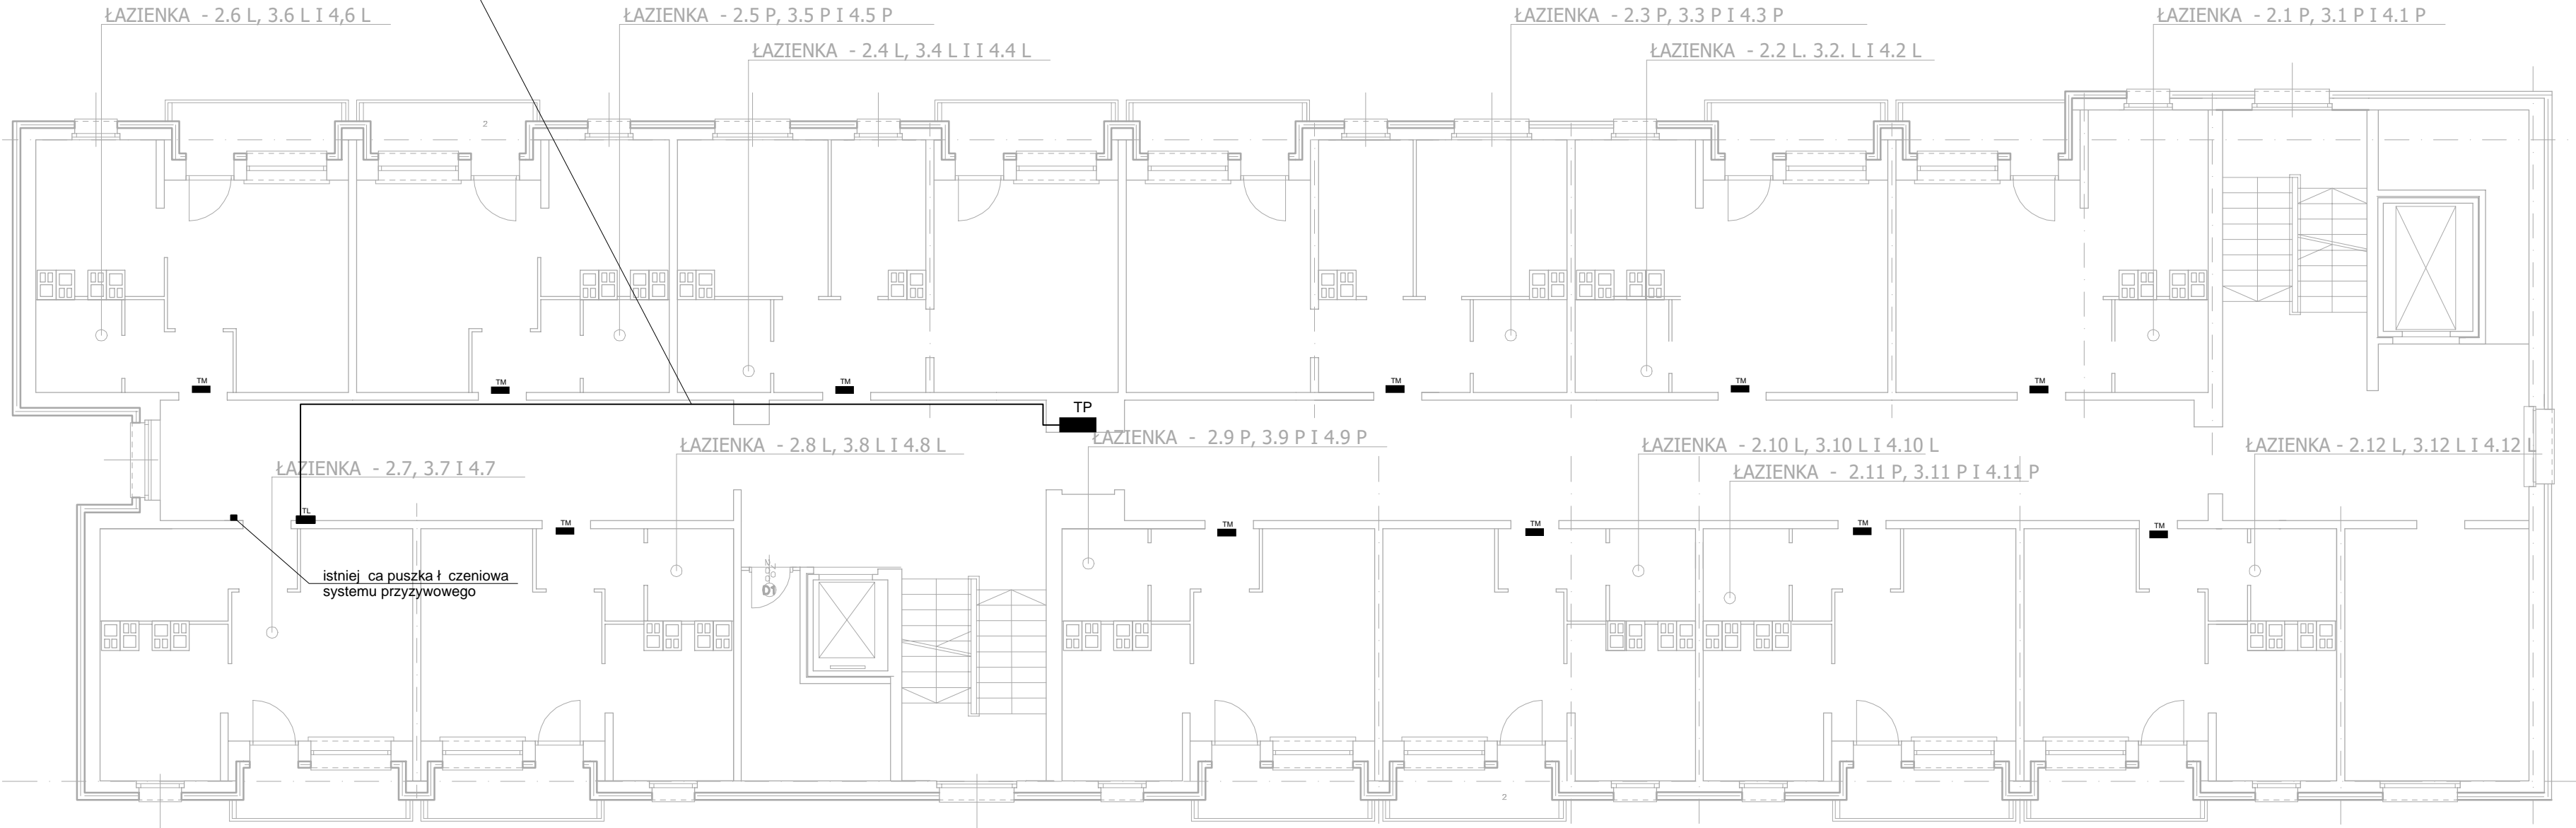 ŁAZIENKA - 2.6 L, 3.6 L I 4,6 L
ŁAZIENKA - 2.5 P, 3.5 P I 4.5 P
ŁAZIENKA - 2.3 P, 3.3 P I 4.3 P
ŁAZIENKA - 2.1 P, 3.1 P I 4.1 P
ŁAZIENKA - 2.4 L, 3.4 L I I 4.4 L
ŁAZIENKA - 2.2 L. 3.2. L I 4.2 L
2
TM
TM
TM
TM
TM
TM
TP
ŁAZIENKA - 2.7, 3.7 I 4.7
ŁAZIENKA - 2.8 L, 3.8 L I 4.8 L
ŁAZIENKA - 2.9 P, 3.9 P I 4.9 P
ŁAZIENKA - 2.10 L, 3.10 L I 4.10 L
ŁAZIENKA - 2.11 P, 3.11 P I 4.11 P
ŁAZIENKA - 2.12 L, 3.12 L I 4.12 L
TL
TM
TM
TM
TM
TM
istniej ca puszka ł czeniowa
systemu przyzywowego
D1
2